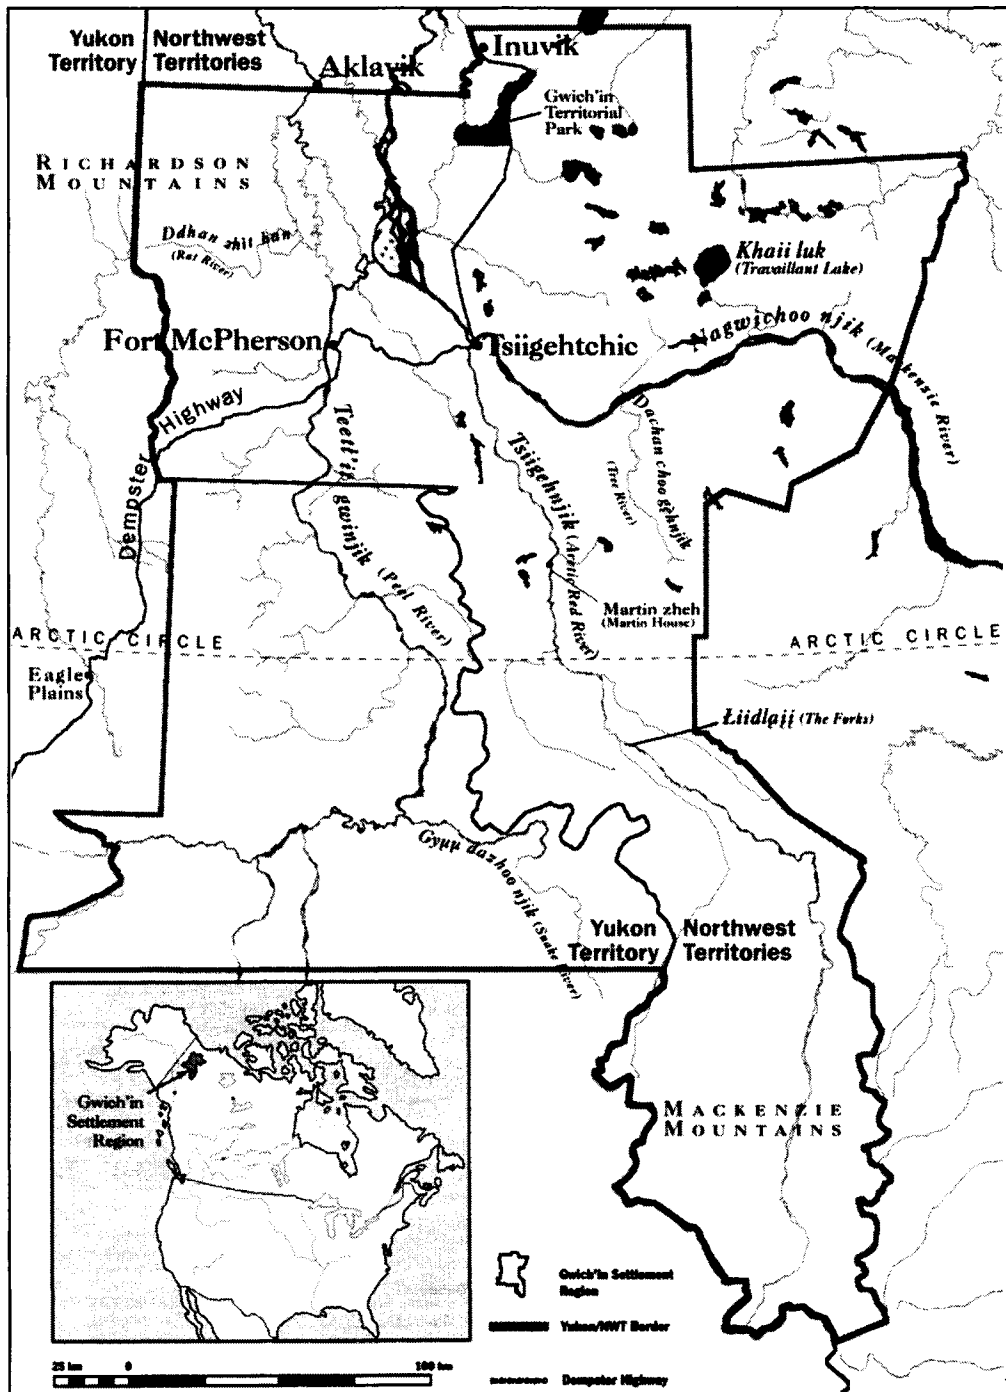 Yukon
Territory
Northwest
Territories
Inuvik
Aklavik
Gwich'in
Territorial
Park
RICHARDSON
MOUNTAINS
Ddhan zhit han
(Rat River)
Khaii luk
(Travaillant Lake)
Nagwichoo njik (Mackenzie River)
Fort McPherson
Tsiigehtchic
Dempster Highway
Teetł'it gwinjik (Peel River)
Tsiigehnjik (Arctic Red River)
Dachan choo gęhnjik
(Tree River)
Martin zheh
(Martin House)
ARCTIC CIRCLE
ARCTIC CIRCLE
Eagle
Plains
Łiidląįį (The Forks)
Gyųų dazhoo njik (Snake River)
Yukon
Territory
Northwest
Territories
Gwich'in
Settlement
Region
MACKENZIE
MOUNTAINS
Gwich'in Settlement
Region
Yukon/NWT Border
Dempster Highway
25 km 0 100 km